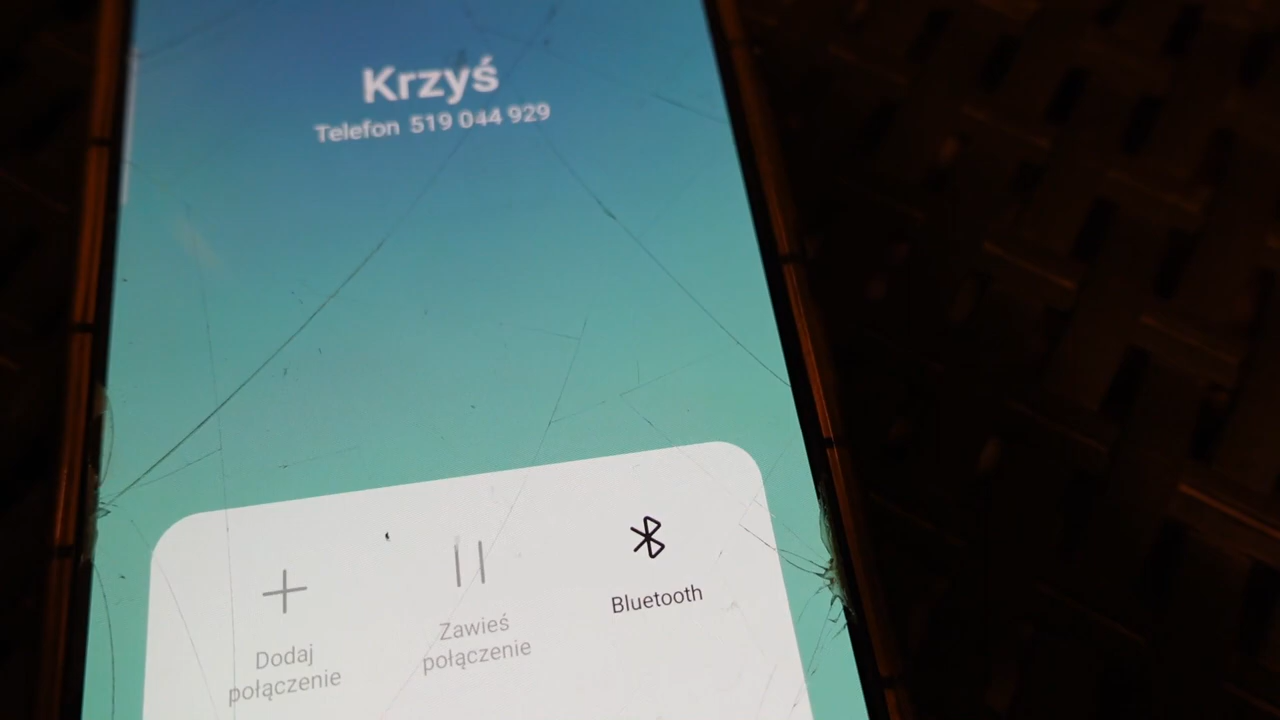 Krzyś
Telefon 519 044 929
Bluetooth
Zawieś
połączenie
Dodaj
połączenie